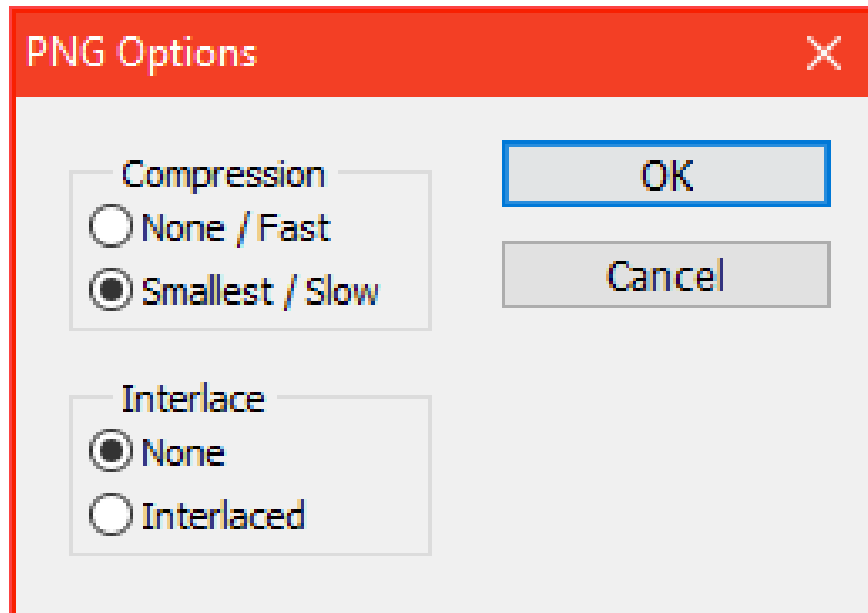 PNG Options
Compression
None / Fast
Smallest / Slow
Interlace
None
Interlaced
OK
Cancel